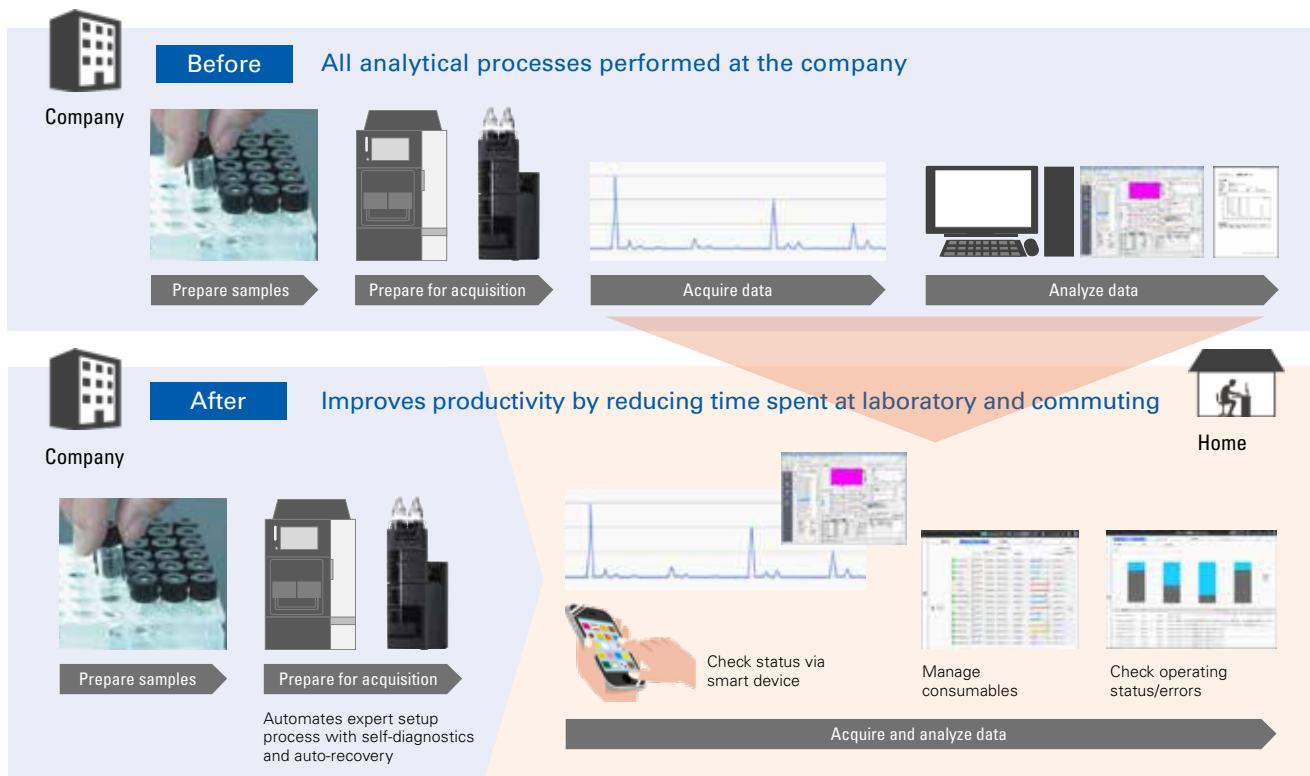 Company
Before
All analytical processes performed at the company
Prepare samples
Prepare for acquisition
Acquire data
Analyze data
Company
After
Improves productivity by reducing time spent at laboratory and commuting
Home
Prepare samples
Prepare for acquisition
Automates expert setup
process with self-diagnostics
and auto-recovery
Check status via
smart device
Manage
consumables
Check operating
status/errors
Acquire and analyze data